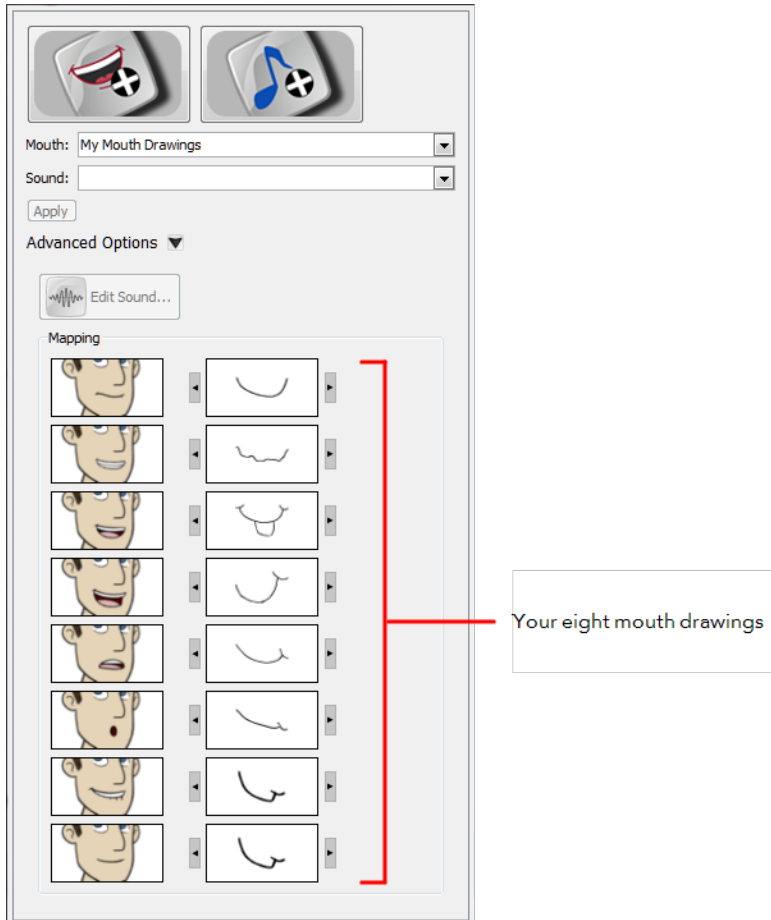 Mouth: My Mouth Drawings
Sound:
Apply
Advanced Options
Edit Sound...
Mapping
Your eight mouth drawings